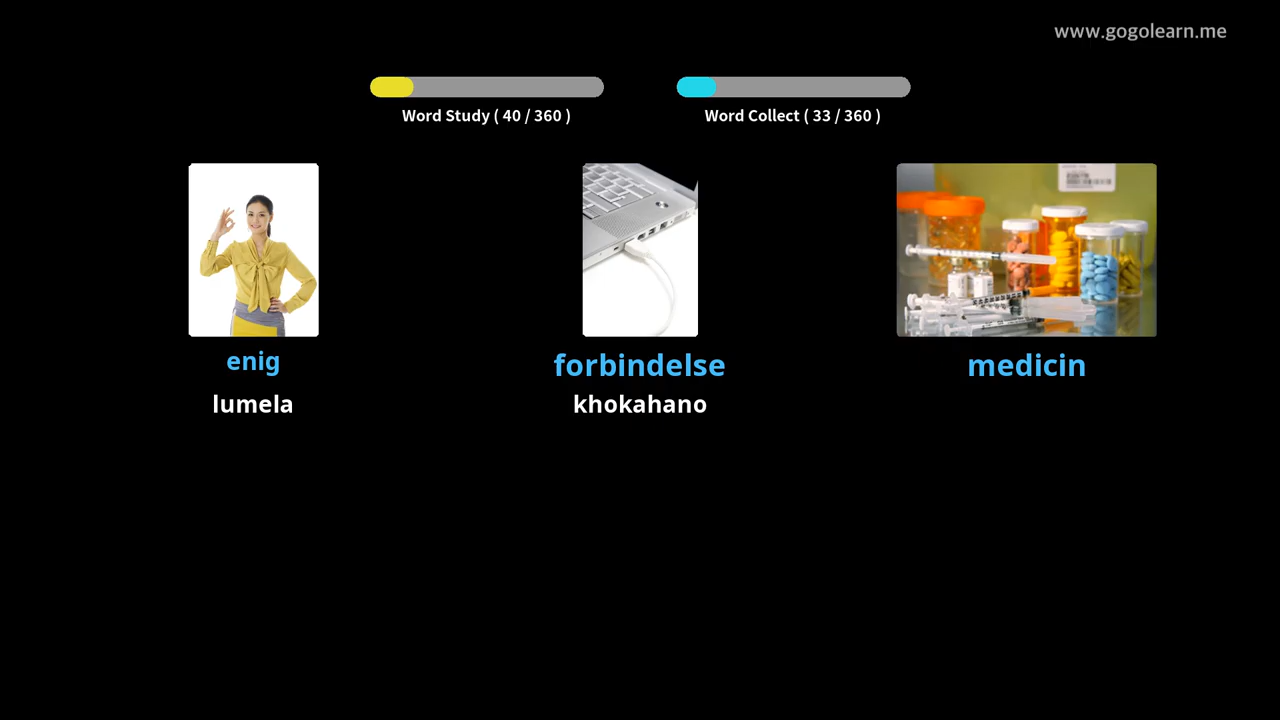 www.gogolearn.me
Word Study ( 40 / 360 )
Word Collect ( 33 / 360 )
enig
forbindelse
medicin
lumela
khokahano